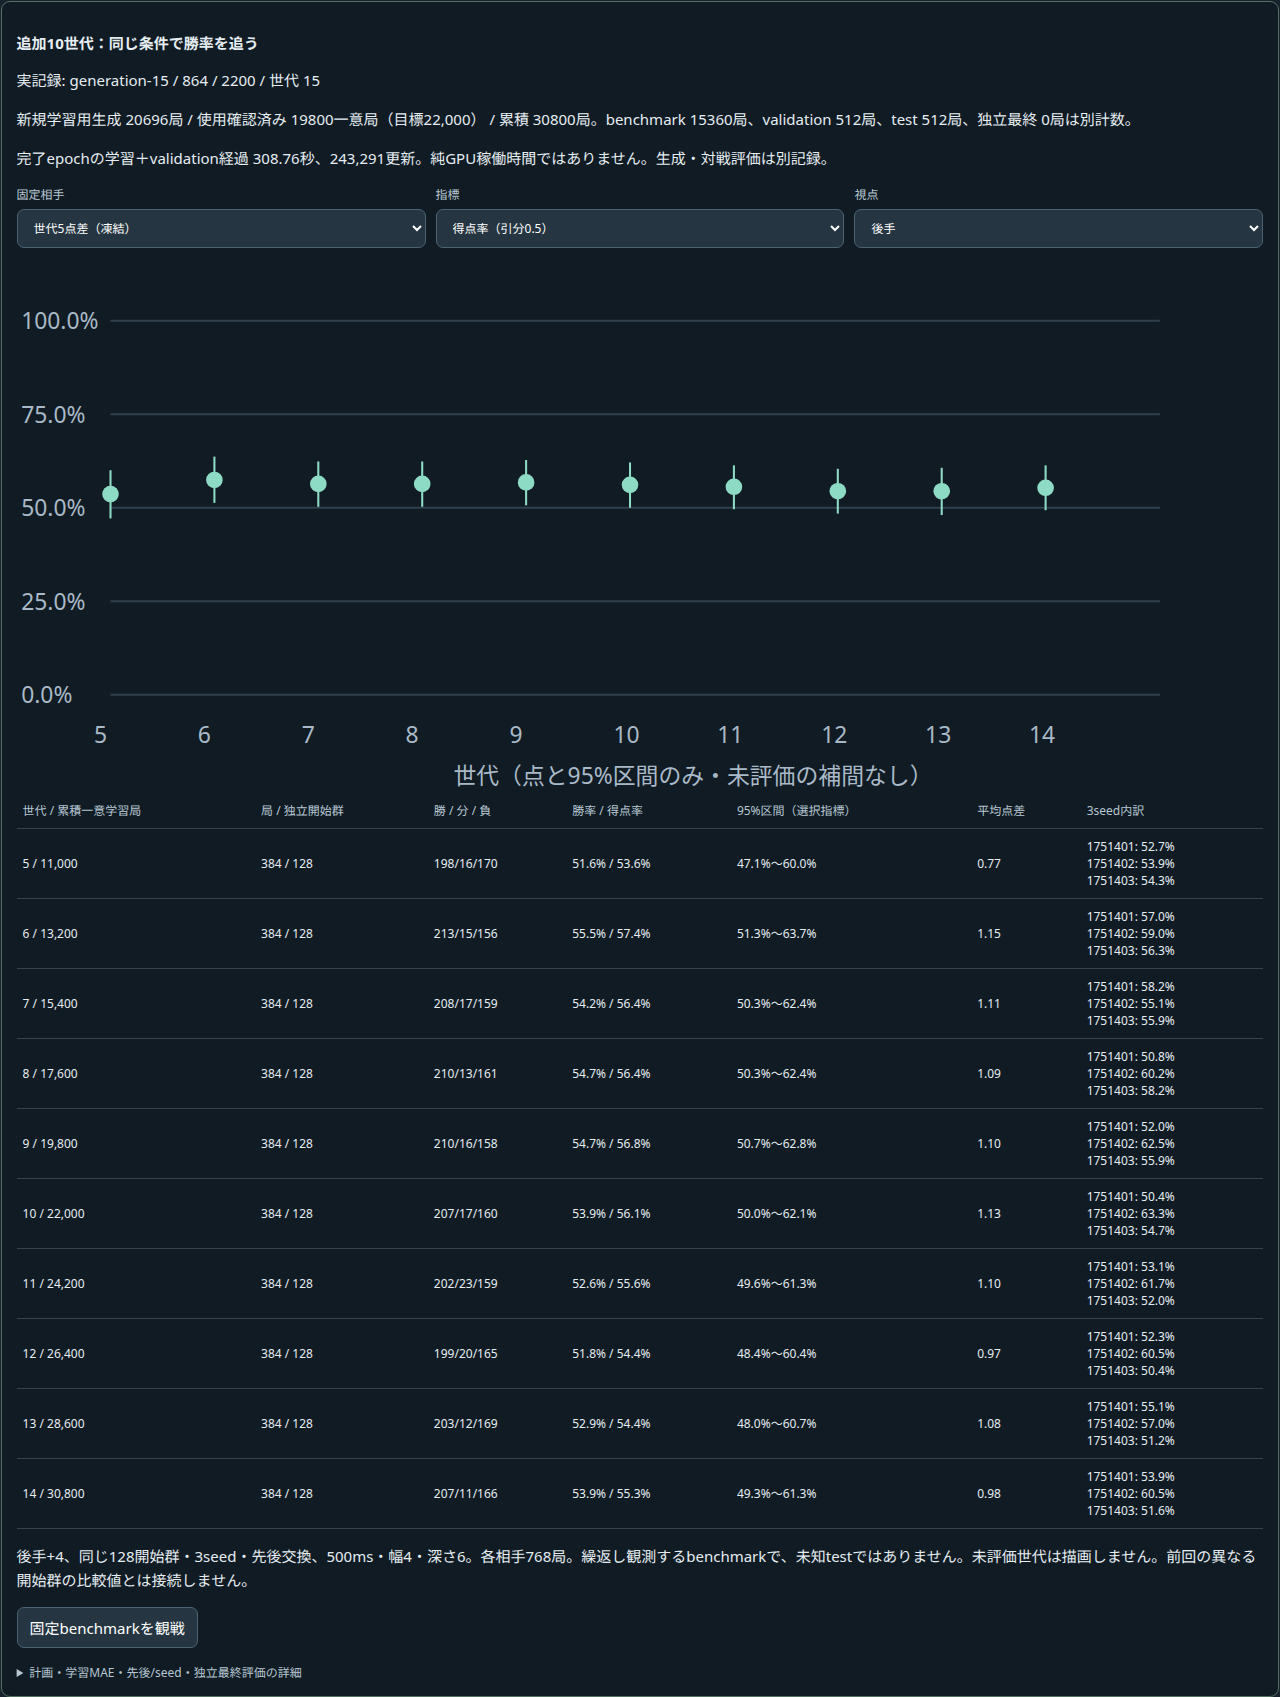 追加10世代：同じ条件で勝率を追う
実記録: generation-15 / 864 / 2200 / 世代 15
新規学習用生成 20696局 / 使用確認済み 19800一意局（目標22,000） / 累積 30800局。benchmark 15360局、validation 512局、test 512局、独立最終 0局は別計数。
完了epochの学習＋validation経過 308.76秒、243,291更新。純GPU稼働時間ではありません。生成・対戦評価は別記録。
固定相手 指標 視点
世代5点差（凍結） 得点率（引分0.5） 後手
100.0%
75.0%
50.0%
25.0%
0.0%
5 6 7 8 9 10 11 12 13 14
世代（点と95%区間のみ・未評価の補間なし）
世代 / 累積一意学習局 局 / 独立開始群 勝 / 分 / 負 勝率 / 得点率 95%区間（選択指標） 平均点差 3seed内訳
1751401: 52.7%
5 / 11,000 384 / 128 198/16/170 51.6% / 53.6% 47.1%〜60.0% 0.77 1751402: 53.9%
1751403: 54.3%
1751401: 57.0%
6 / 13,200 384 / 128 213/15/156 55.5% / 57.4% 51.3%〜63.7% 1.15 1751402: 59.0%
1751403: 56.3%
1751401: 58.2%
7 / 15,400 384 / 128 208/17/159 54.2% / 56.4% 50.3%〜62.4% 1.11 1751402: 55.1%
1751403: 55.9%
1751401: 50.8%
8 / 17,600 384 / 128 210/13/161 54.7% / 56.4% 50.3%〜62.4% 1.09 1751402: 60.2%
1751403: 58.2%
1751401: 52.0%
9 / 19,800 384 / 128 210/16/158 54.7% / 56.8% 50.7%〜62.8% 1.10 1751402: 62.5%
1751403: 55.9%
1751401: 50.4%
10 / 22,000 384 / 128 207/17/160 53.9% / 56.1% 50.0%〜62.1% 1.13 1751402: 63.3%
1751403: 54.7%
1751401: 53.1%
11 / 24,200 384 / 128 202/23/159 52.6% / 55.6% 49.6%〜61.3% 1.10 1751402: 61.7%
1751403: 52.0%
1751401: 52.3%
12 / 26,400 384 / 128 199/20/165 51.8% / 54.4% 48.4%〜60.4% 0.97 1751402: 60.5%
1751403: 50.4%
1751401: 55.1%
13 / 28,600 384 / 128 203/12/169 52.9% / 54.4% 48.0%〜60.7% 1.08 1751402: 57.0%
1751403: 51.2%
1751401: 53.9%
14 / 30,800 384 / 128 207/11/166 53.9% / 55.3% 49.3%〜61.3% 0.98 1751402: 60.5%
1751403: 51.6%
後手+4、同じ128開始群・3seed・先後交換、500ms・幅4・深さ6。各相手768局。繰返し観測するbenchmarkで、未知testではありません。未評価世代は描画しません。前回の異なる
開始群の比較値とは接続しません。
固定benchmarkを観戦
▶ 計画・学習MAE・先後/seed・独立最終評価の詳細